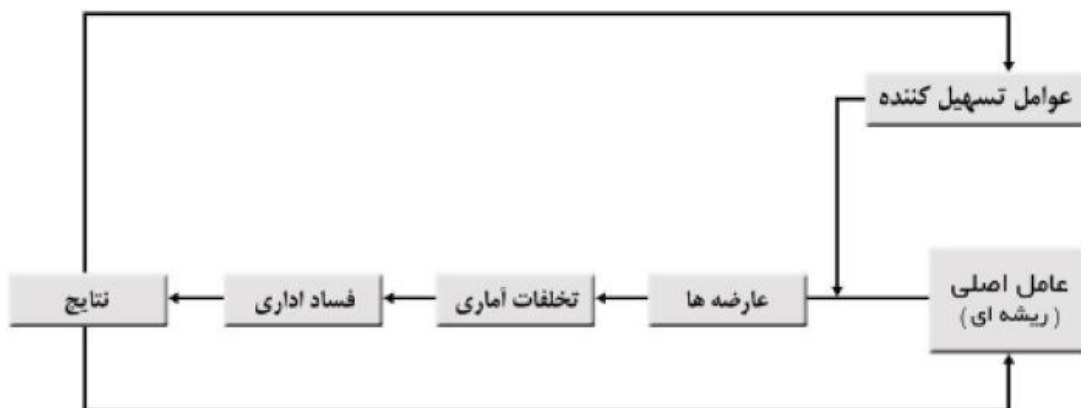 عوامل تسهیل کننده
عامل اصلی
(ریشه ای)
عارضه ها
تخلفات آماری
فساد اداری
نتایج